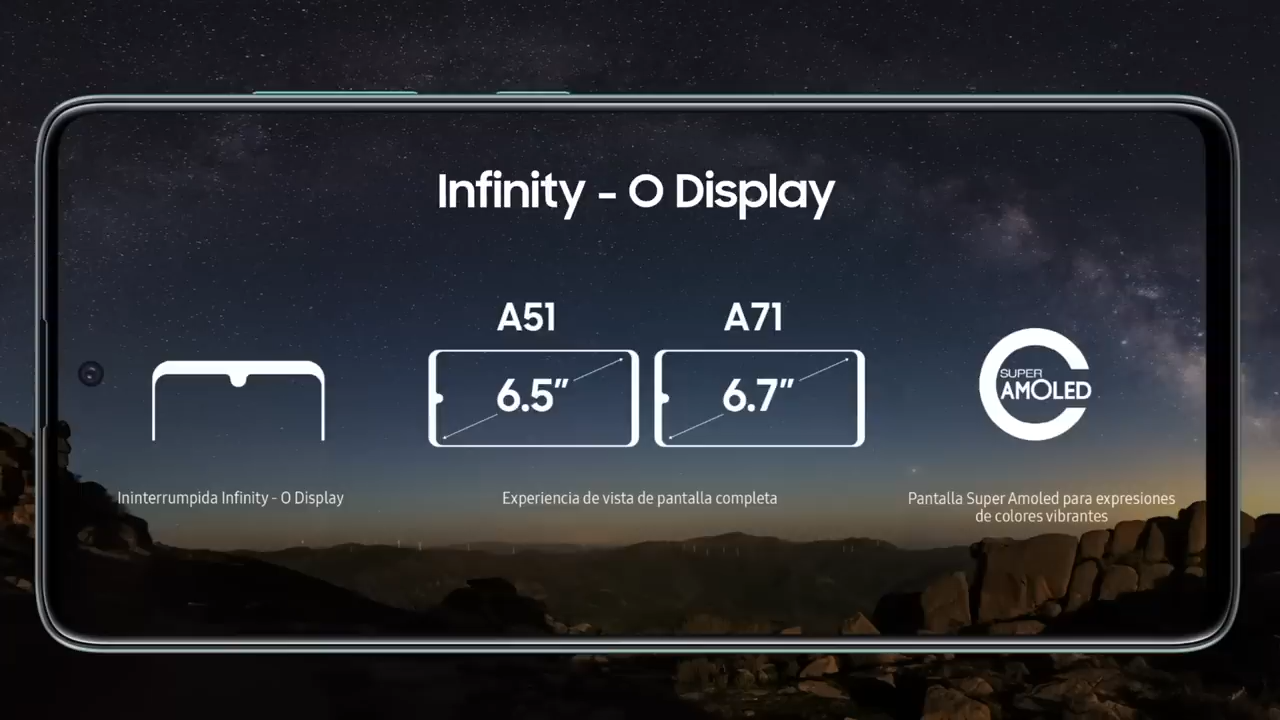 Infinity - O Display
A51
A71
6.5”
6.7”
SUPER
AMOLED
Ininterrumpida Infinity - O Display
Experiencia de vista de pantalla completa
Pantalla Super Amoled para expresiones
de colores vibrantes